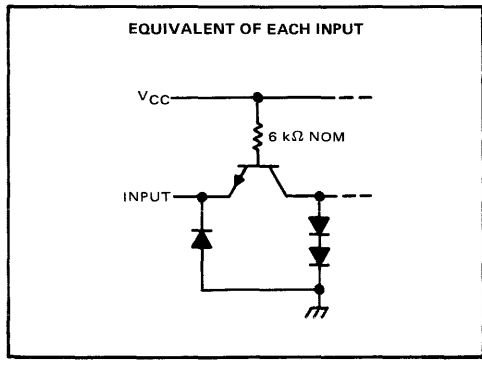 EQUIVALENT OF EACH INPUT
VCC
6 kΩ NOM
INPUT